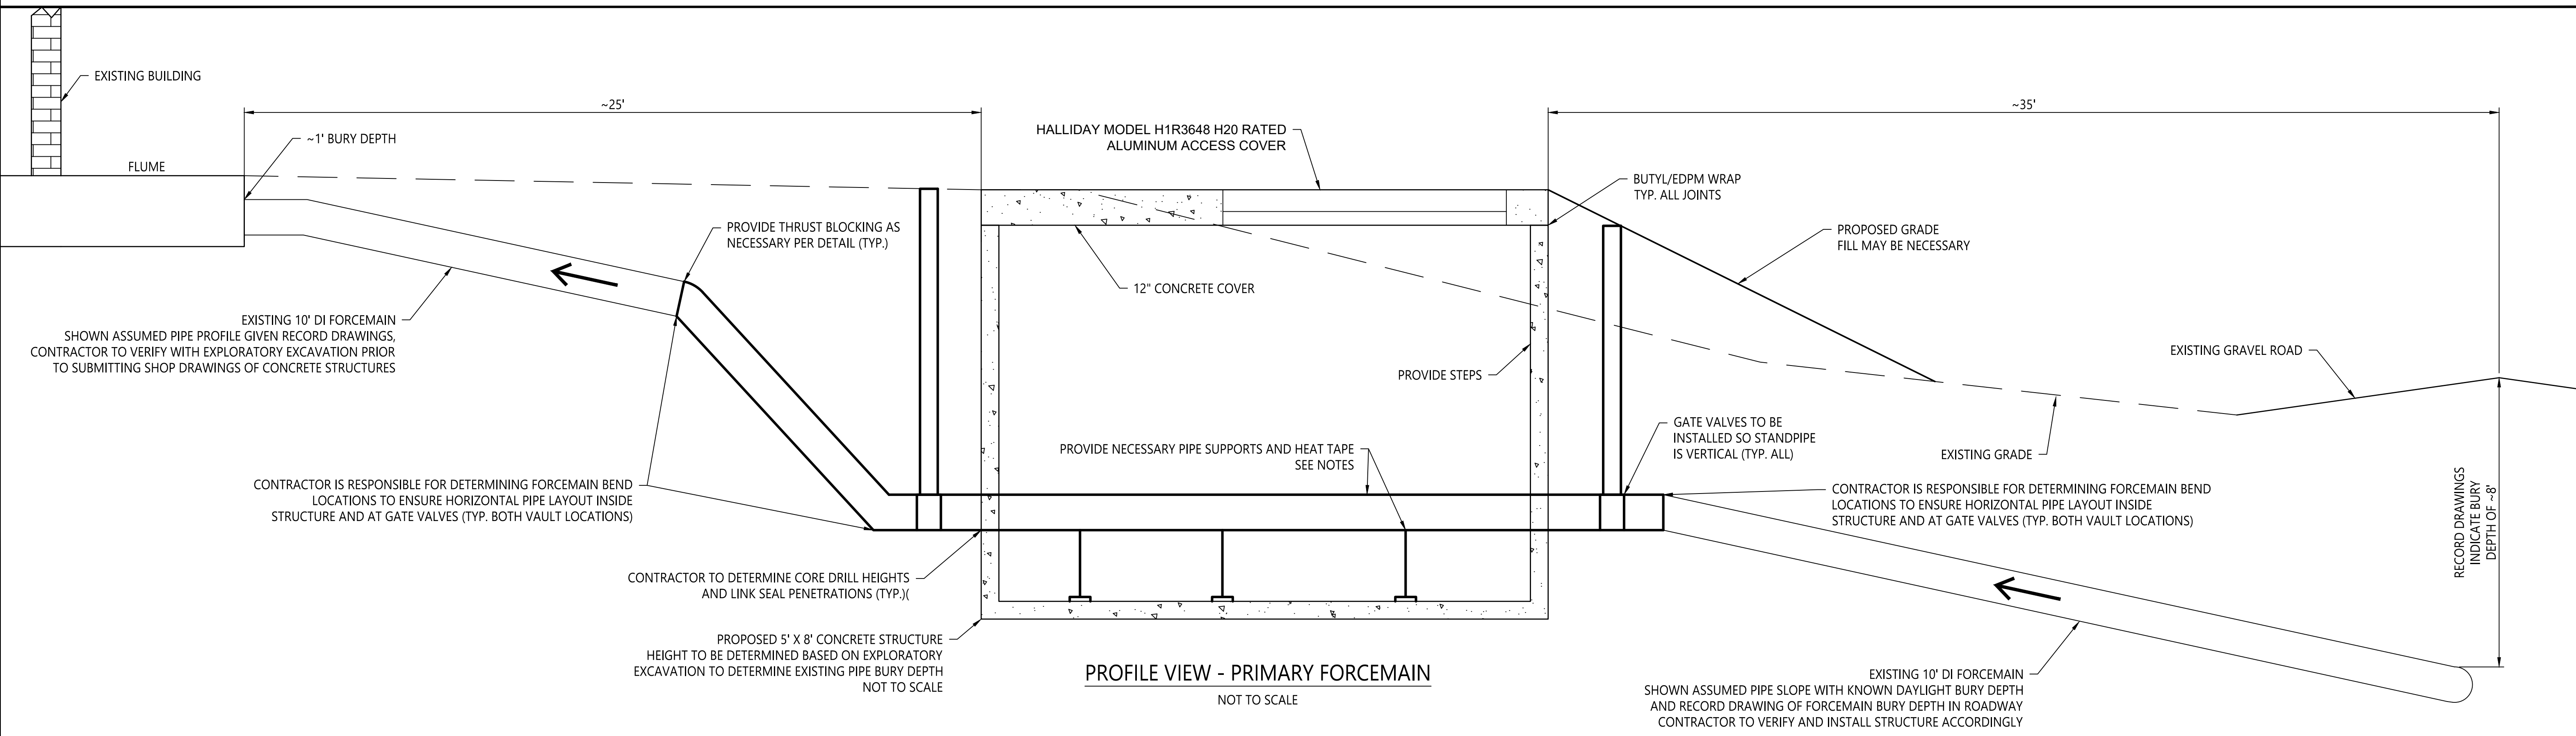 EXISTING BUILDING
~25'
~35'
~1' BURY DEPTH
HALLIDAY MODEL H1R3648 H20 RATED
ALUMINUM ACCESS COVER
FLUME
BUTYL/EDPM WRAP
TYP. ALL JOINTS
PROVIDE THRUST BLOCKING AS
NECESSARY PER DETAIL (TYP.)
PROPOSED GRADE
FILL MAY BE NECESSARY
12" CONCRETE COVER
EXISTING 10' DI FORCEMAIN
SHOWN ASSUMED PIPE PROFILE GIVEN RECORD DRAWINGS,
CONTRACTOR TO VERIFY WITH EXPLORATORY EXCAVATION PRIOR
TO SUBMITTING SHOP DRAWINGS OF CONCRETE STRUCTURES
EXISTING GRAVEL ROAD
PROVIDE STEPS
GATE VALVES TO BE
INSTALLED SO STANDPIPE
IS VERTICAL (TYP. ALL)
PROVIDE NECESSARY PIPE SUPPORTS AND HEAT TAPE
SEE NOTES
EXISTING GRADE
CONTRACTOR IS RESPONSIBLE FOR DETERMINING FORCEMAIN BEND
LOCATIONS TO ENSURE HORIZONTAL PIPE LAYOUT INSIDE
STRUCTURE AND AT GATE VALVES (TYP. BOTH VAULT LOCATIONS)
CONTRACTOR IS RESPONSIBLE FOR DETERMINING FORCEMAIN BEND
LOCATIONS TO ENSURE HORIZONTAL PIPE LAYOUT INSIDE
STRUCTURE AND AT GATE VALVES (TYP. BOTH VAULT LOCATIONS)
RECORD DRAWINGS
INDICATE BURY
DEPTH OF ~8'
CONTRACTOR TO DETERMINE CORE DRILL HEIGHTS
AND LINK SEAL PENETRATIONS (TYP.)(
PROPOSED 5' X 8' CONCRETE STRUCTURE
HEIGHT TO BE DETERMINED BASED ON EXPLORATORY
EXCAVATION TO DETERMINE EXISTING PIPE BURY DEPTH
NOT TO SCALE
PROFILE VIEW - PRIMARY FORCEMAIN
NOT TO SCALE
EXISTING 10' DI FORCEMAIN
SHOWN ASSUMED PIPE SLOPE WITH KNOWN DAYLIGHT BURY DEPTH
AND RECORD DRAWING OF FORCEMAIN BURY DEPTH IN ROADWAY
CONTRACTOR TO VERIFY AND INSTALL STRUCTURE ACCORDINGLY